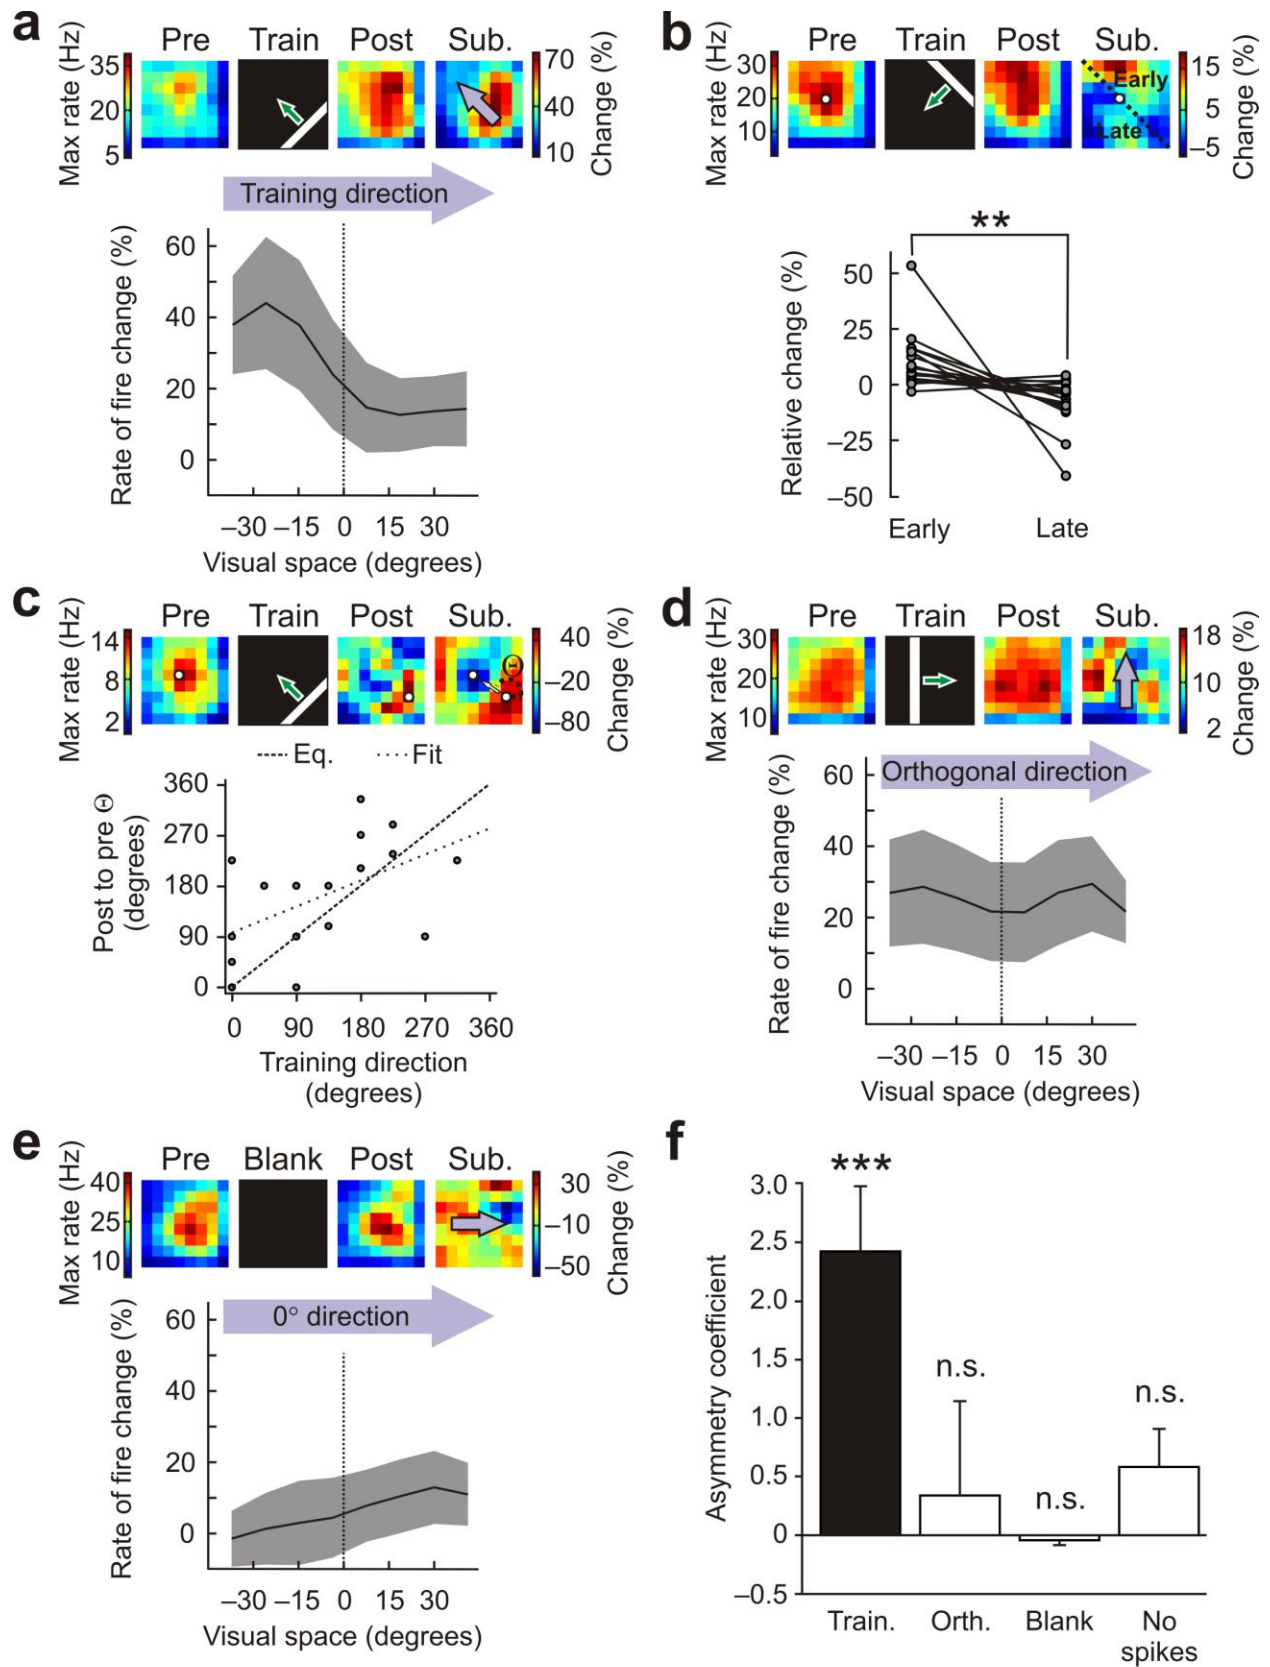 a
Pre Train Post Sub.
Max rate (Hz)
35
20
5
70
40
10
Change (%)
Training direction
Rate of fire change (%)
60
40
20
0
–30 –15 0 15 30
Visual space (degrees)
b
Pre Train Post Sub.
Max rate (Hz)
30
20
10
Early
Late
15
5
–5
Change (%)
**
Relative change (%)
50
25
0
–25
–50
Early Late
c
Pre Train Post Sub.
Max rate (Hz)
14
8
2
Θ
40
–20
–80
Change (%)
Eq. Fit
Post to pre Θ
(degrees)
360
270
180
90
0
0 90 180 270 360
Training direction
(degrees)
d
Pre Train Post Sub.
Max rate (Hz)
30
20
10
18
10
2
Change (%)
Orthogonal direction
Rate of fire change (%)
60
40
20
0
–30 –15 0 15 30
Visual space (degrees)
e
Pre Blank Post Sub.
Max rate (Hz)
40
25
10
30
–10
–50
Change (%)
0° direction
Rate of fire change (%)
60
40
20
0
–30 –15 0 15 30
Visual space (degrees)
f
Asymmetry coefficient
3.0
2.5
2.0
1.5
1.0
0.5
0
–0.5
***
n.s.
n.s.
n.s.
Train. Orth. Blank No
spikes